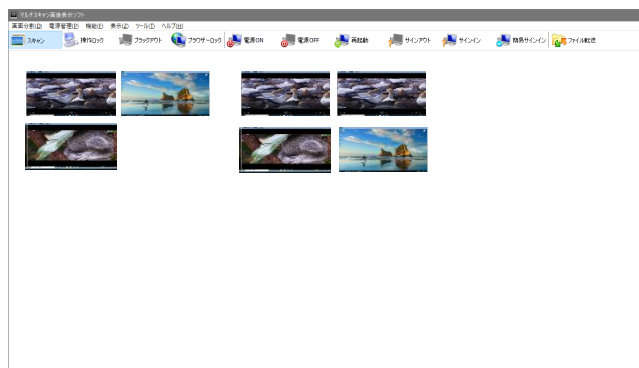 マルチスキャン画像表示ソフト
画面分割(D) 電源管理(P) 機能(F) 表示(Z) ツール(T) ヘルプ(H)
スキャン 操作ロック ブラックアウト ブラウザーロック 電源ON 電源OFF 再起動 サインアウト サインイン 簡易サインイン ファイル転送